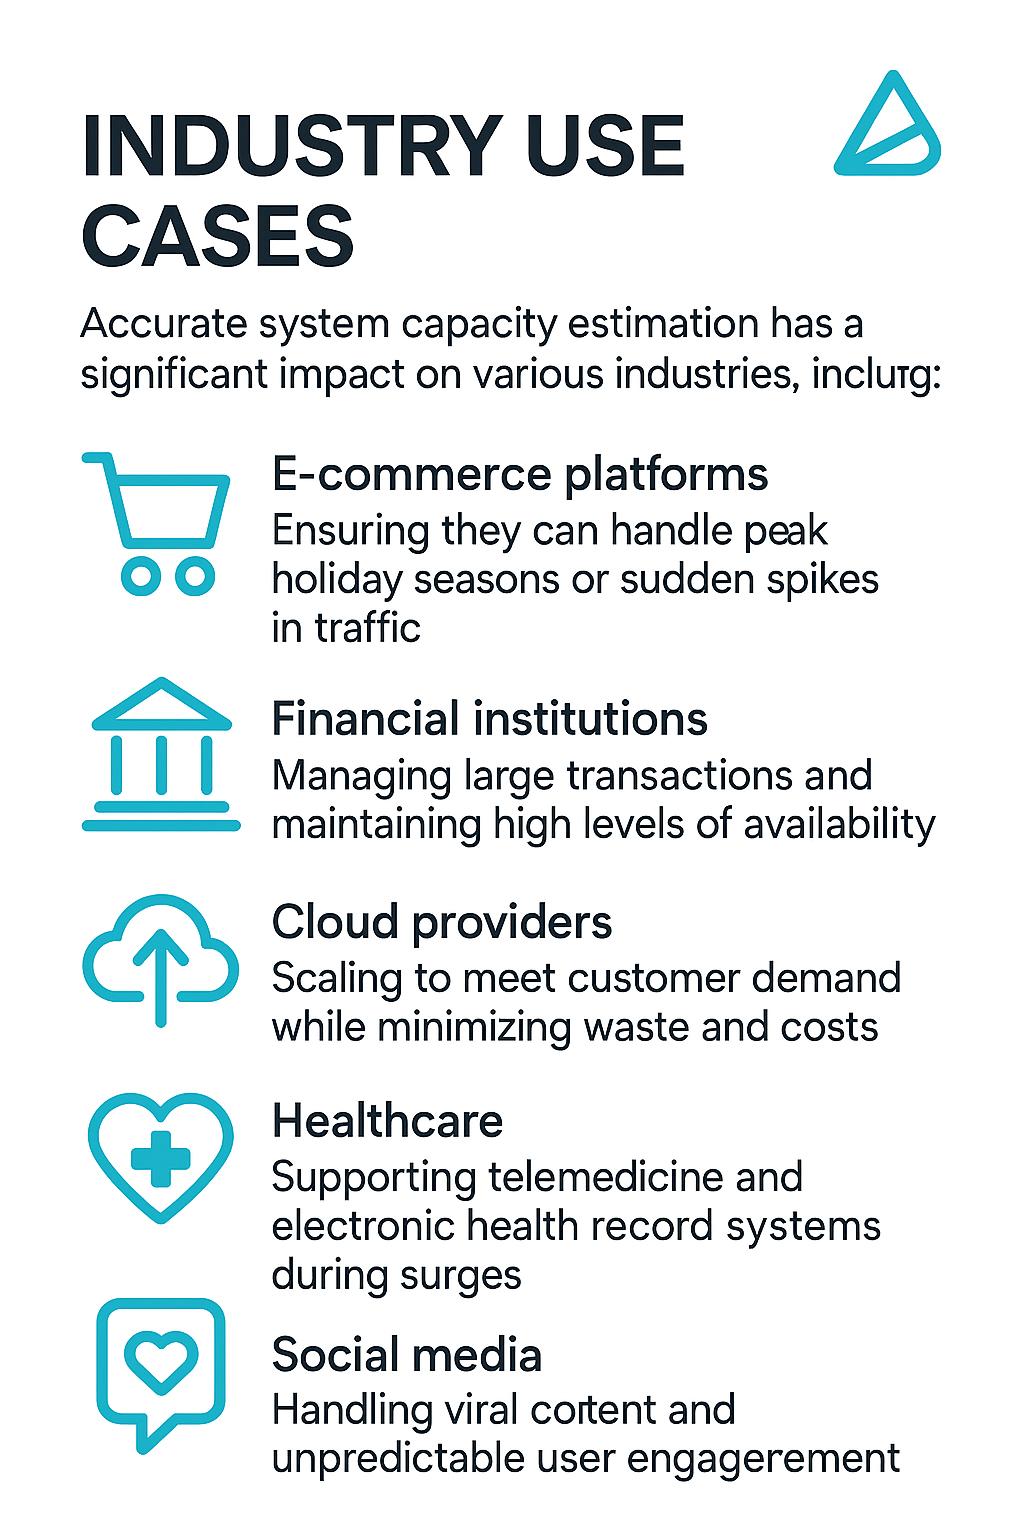 INDUSTRY USE
CASES
Accurate system capacity estimation has a
significant impact on various industries, inclutg:
E-commerce platforms
Ensuring they can handle peak
holiday seasons or sudden spikes
in traffic
Financial institutions
Managing large transactions and
maintaining high levels of availability
Cloud providers
Scaling to meet customer demand
while minimizing waste and costs
Healthcare
Supporting telemedicine and
electronic health record systems
during surges
Social media
Handling viral cortent and
unpredictable user engagerement